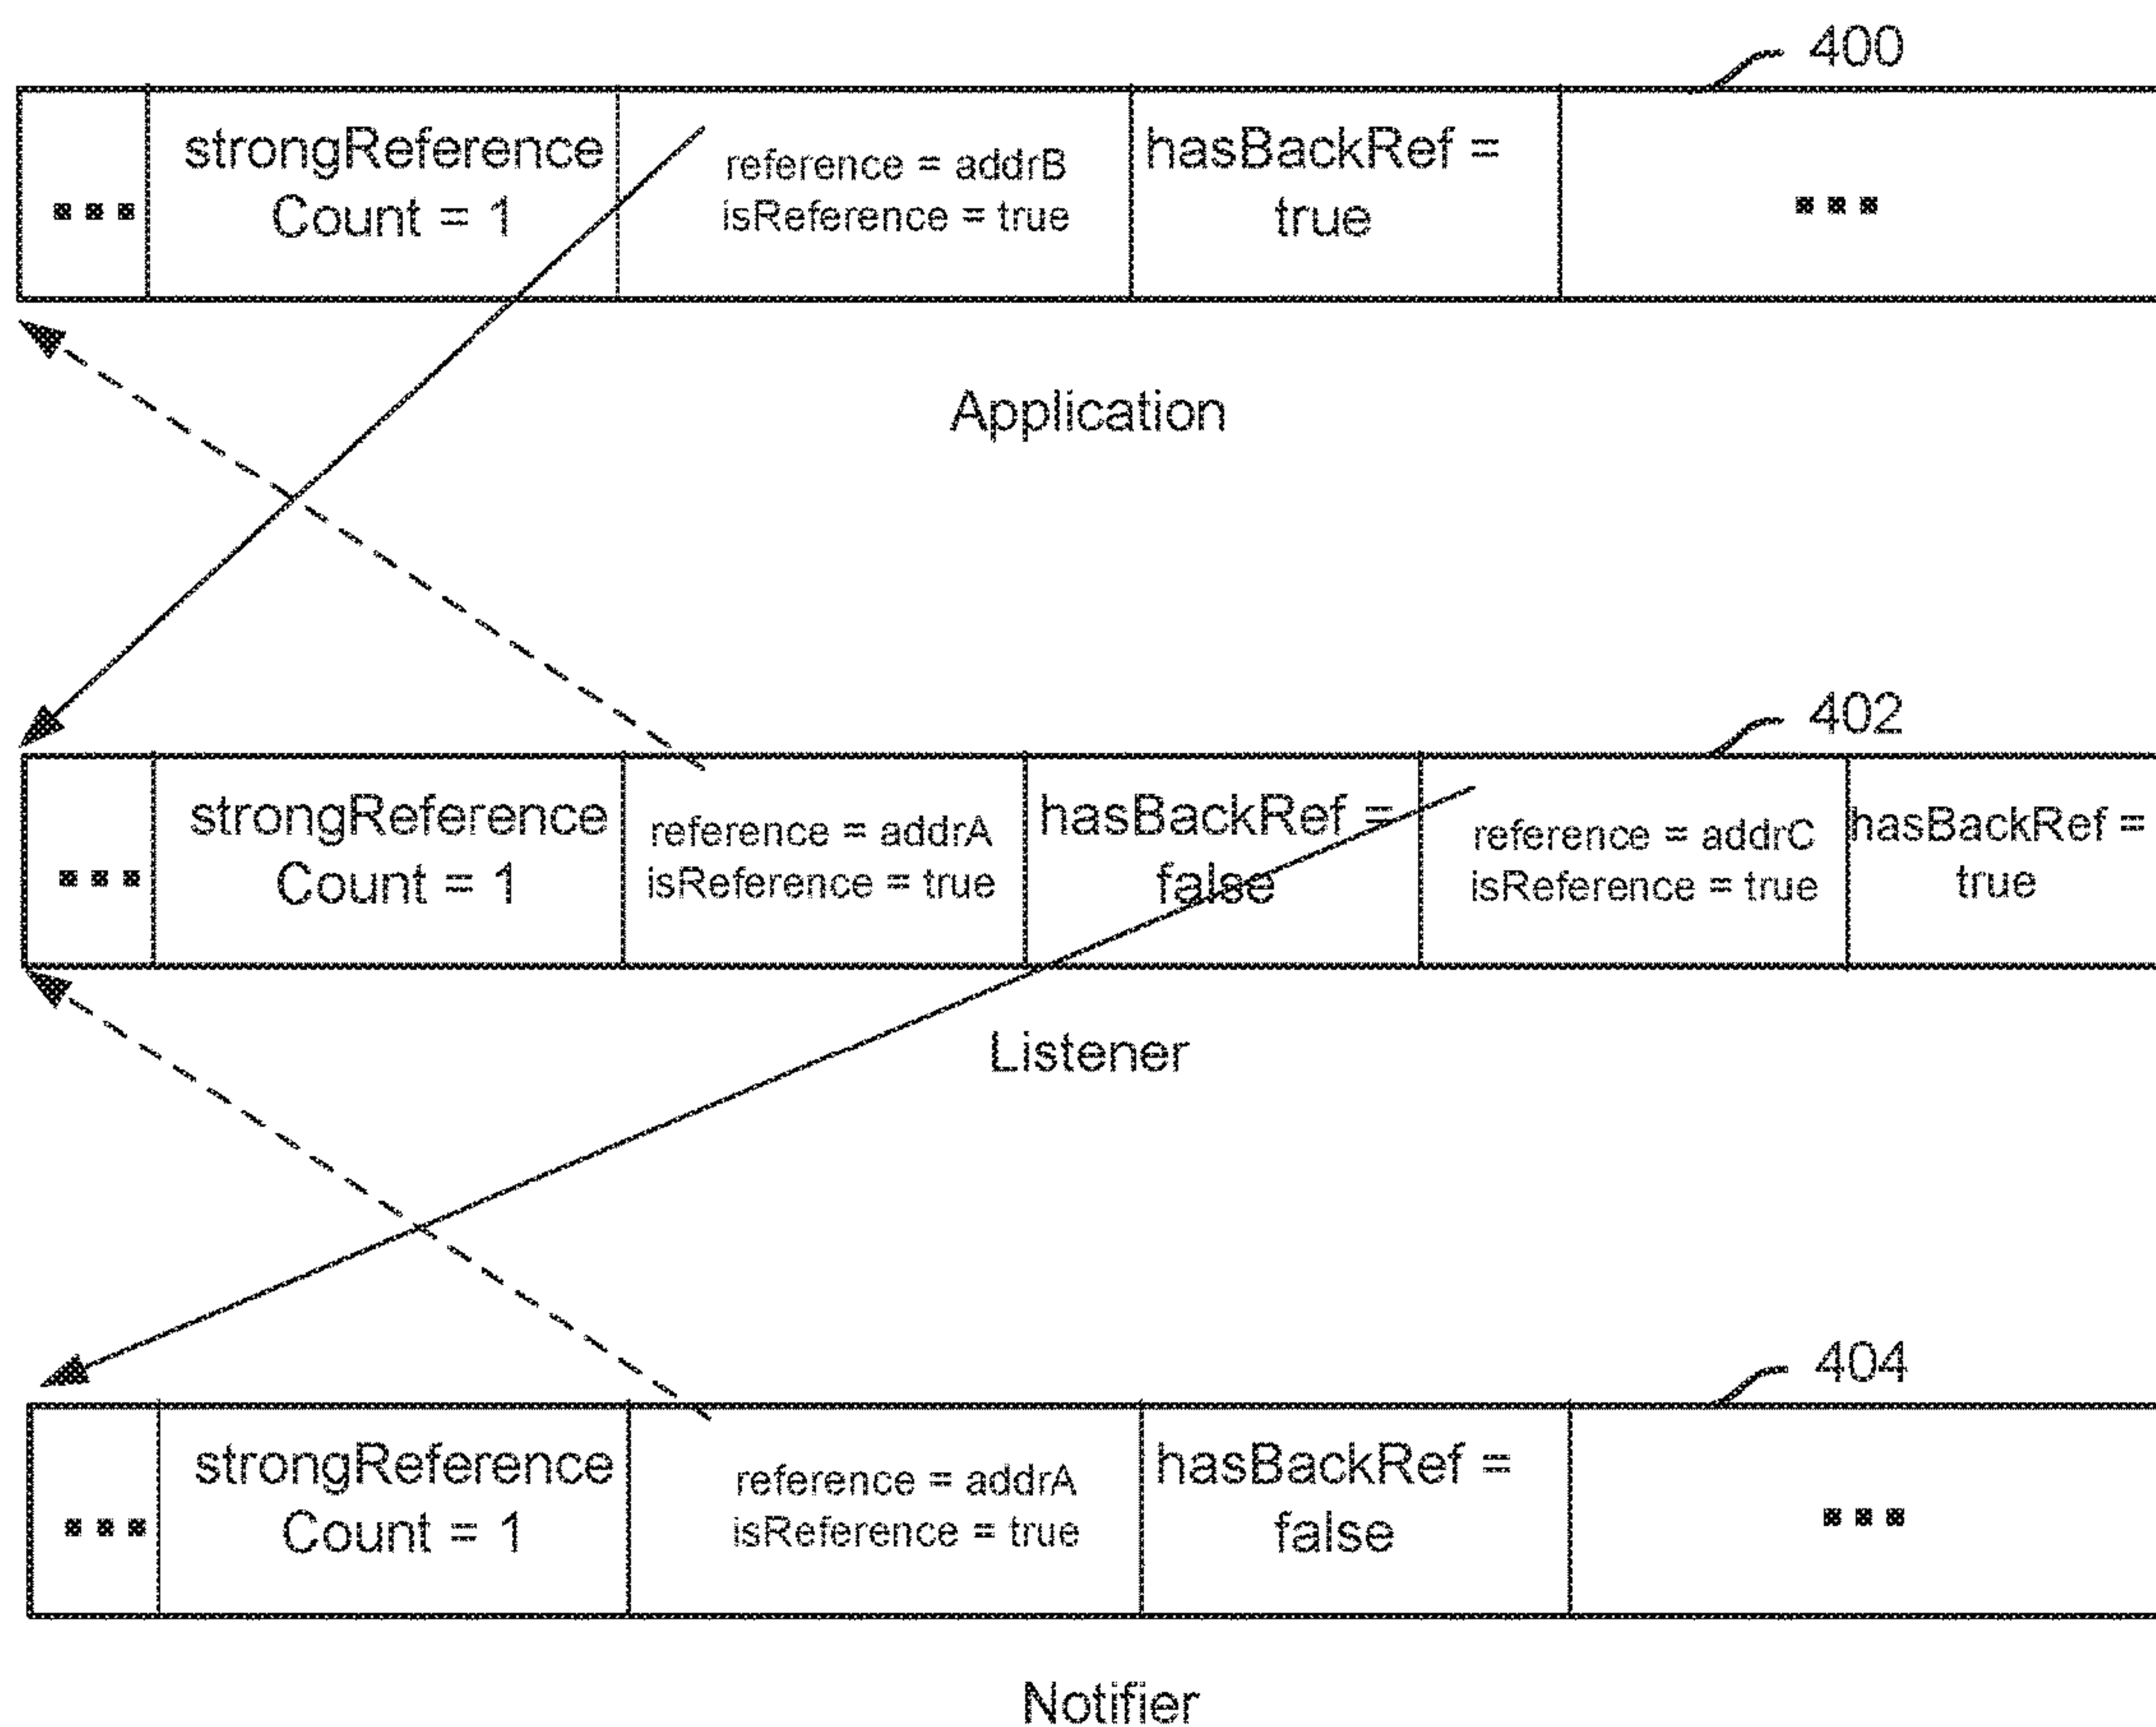 400
strongReference
Count = 1
reference = addrB
isReference = true
hasBackRef =
true
Application
402
strongReference
Count = 1
reference = addrA
isReference = true
hasBackRef =
false
reference = addrC
isReference = true
hasBackRef =
true
Listener
404
strongReference
Count = 1
reference = addrA
isReference = true
hasBackRef =
false
Notifier